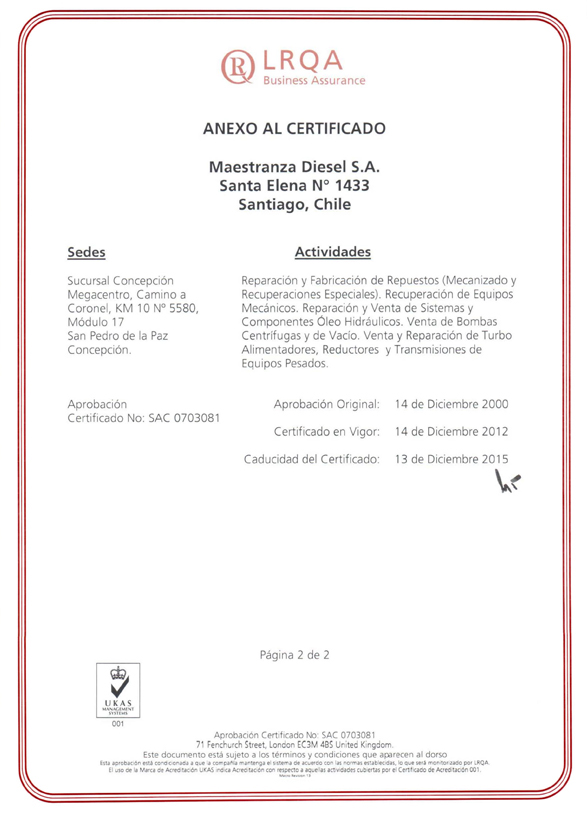 LRQA
Business Assurance
ANEXO AL CERTIFICADO
Maestranza Diesel S.A.
Santa Elena N° 1433
Santiago, Chile
Sedes
Actividades
Sucursal Concepción
Megacentro, Camino a
Coronel, KM 10 Nº 5580,
Módulo 17
San Pedro de la Paz
Concepción.
Reparación y Fabricación de Repuestos (Mecanizado y
Recuperaciones Especiales). Recuperación de Equipos
Mecánicos. Reparación y Venta de Sistemas y
Componentes Óleo Hidráulicos. Venta de Bombas
Centrífugas y de Vacío. Venta y Reparación de Turbo
Alimentadores, Reductores y Transmisiones de
Equipos Pesados.
Aprobación
Certificado No: SAC 0703081
Aprobación Original: 14 de Diciembre 2000
Certificado en Vigor: 14 de Diciembre 2012
Caducidad del Certificado: 13 de Diciembre 2015
Página 2 de 2
UKAS
MANAGEMENT
SYSTEMS
001
Aprobación Certificado No: SAC 0703081
71 Fenchurch Street, London EC3M 4BS United Kingdom.
Este documento está sujeto a los términos y condiciones que aparecen al dorso
Esta aprobación está condicionada a que la compañía mantenga el sistema de acuerdo con las normas establecidas, lo que será monitorizado por LRQA.
El uso de la Marca de Acreditación UKAS indica Acreditación con respecto a aquellas actividades cubiertas por el Certificado de Acreditación 001.